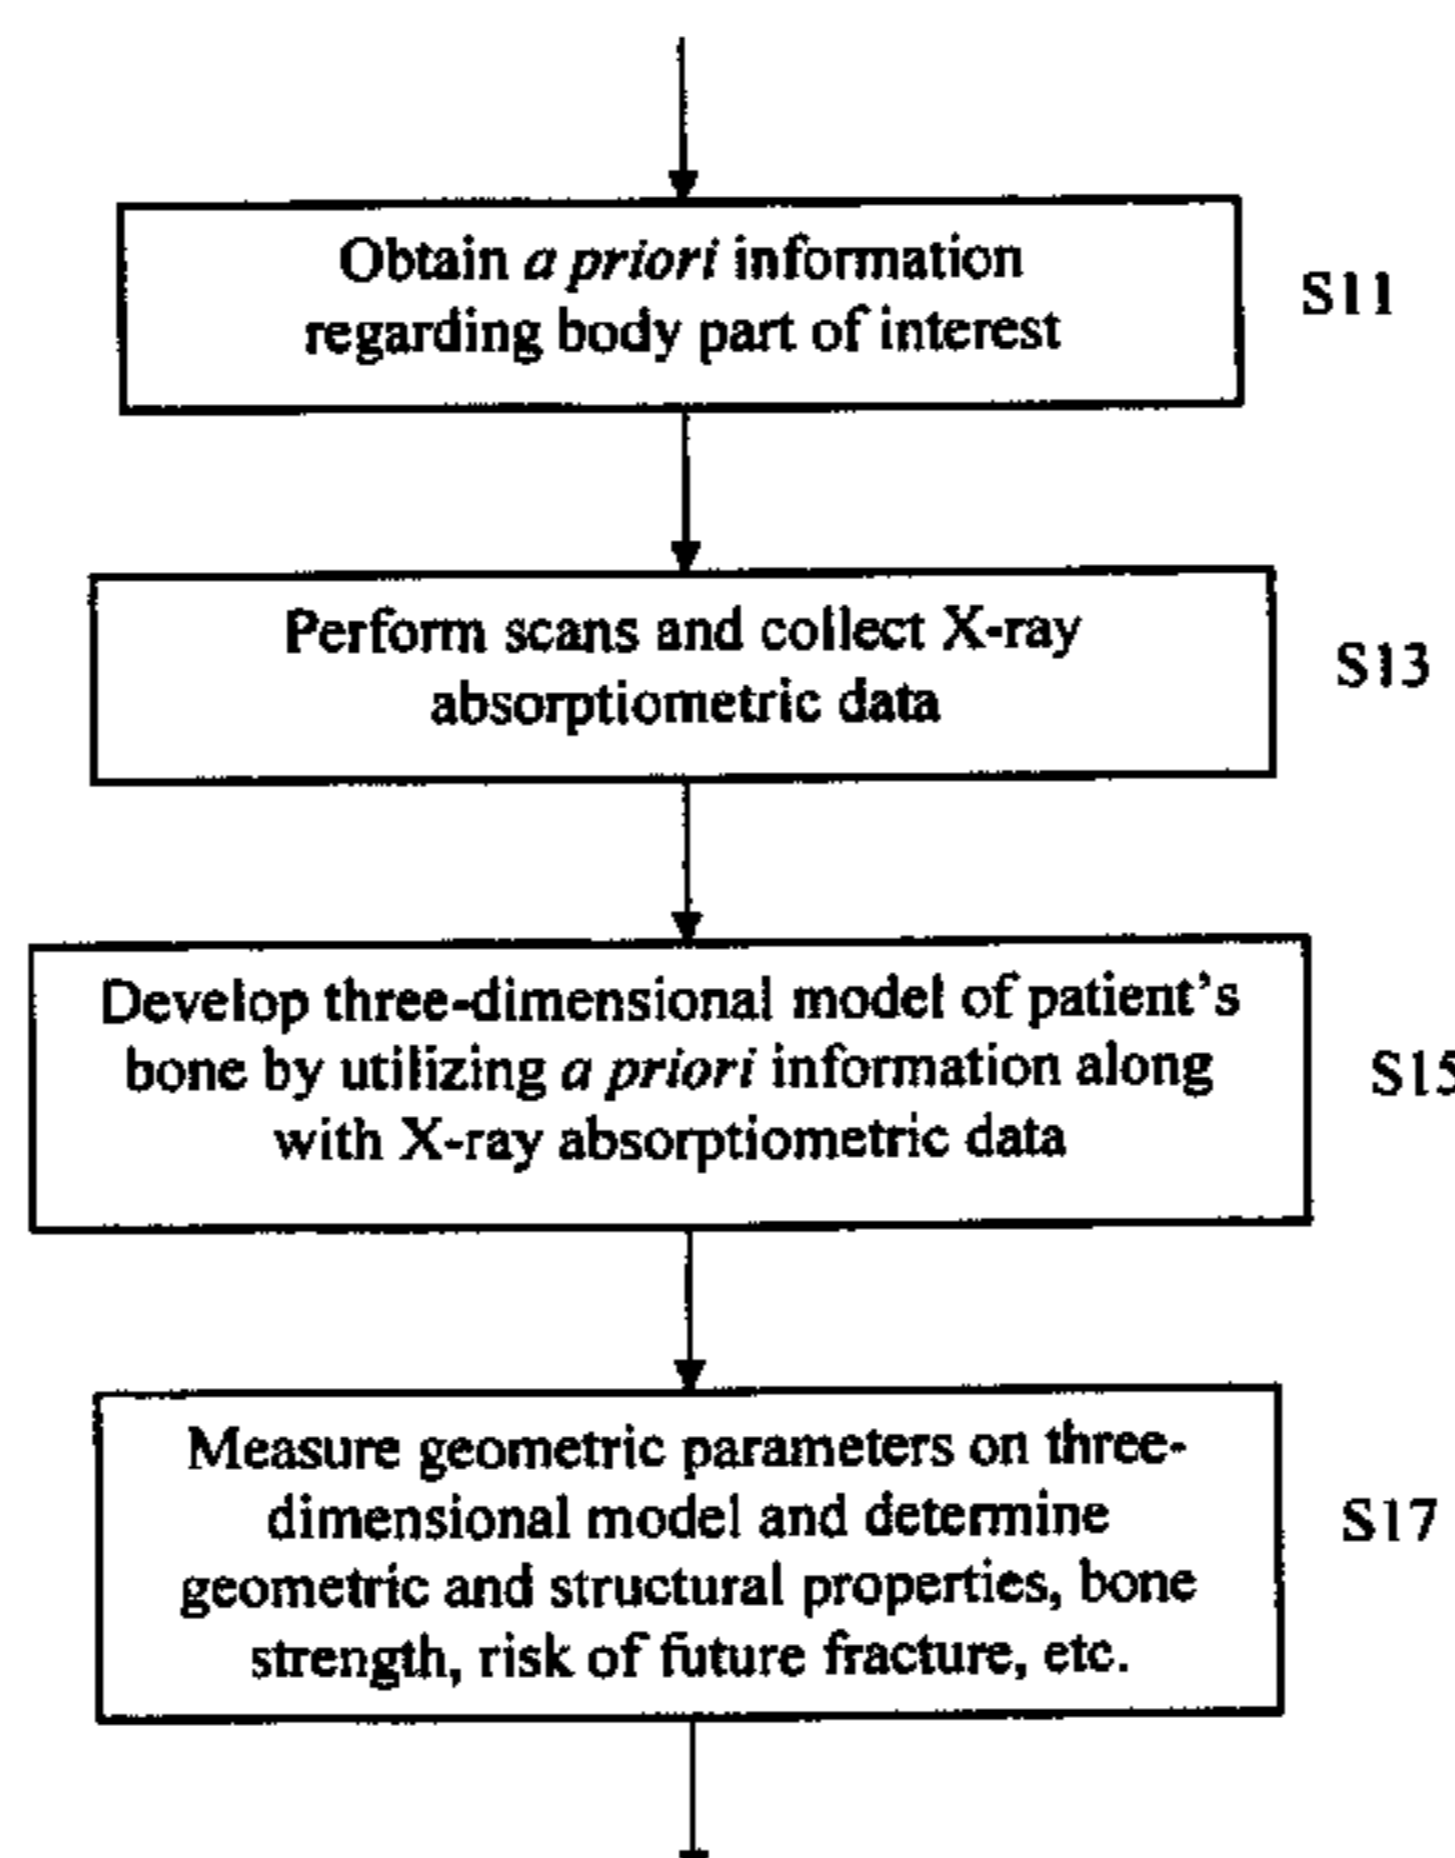 Obtain a priori information
regarding body part of interest
S11
Perform scans and collect X-ray
absorptiometric data
S13
Develop three-dimensional model of patient's
bone by utilizing a priori information along
with X-ray absorptiometric data
S15
Measure geometric parameters on three-
dimensional model and determine
geometric and structural properties, bone
strength, risk of future fracture, etc.
S17